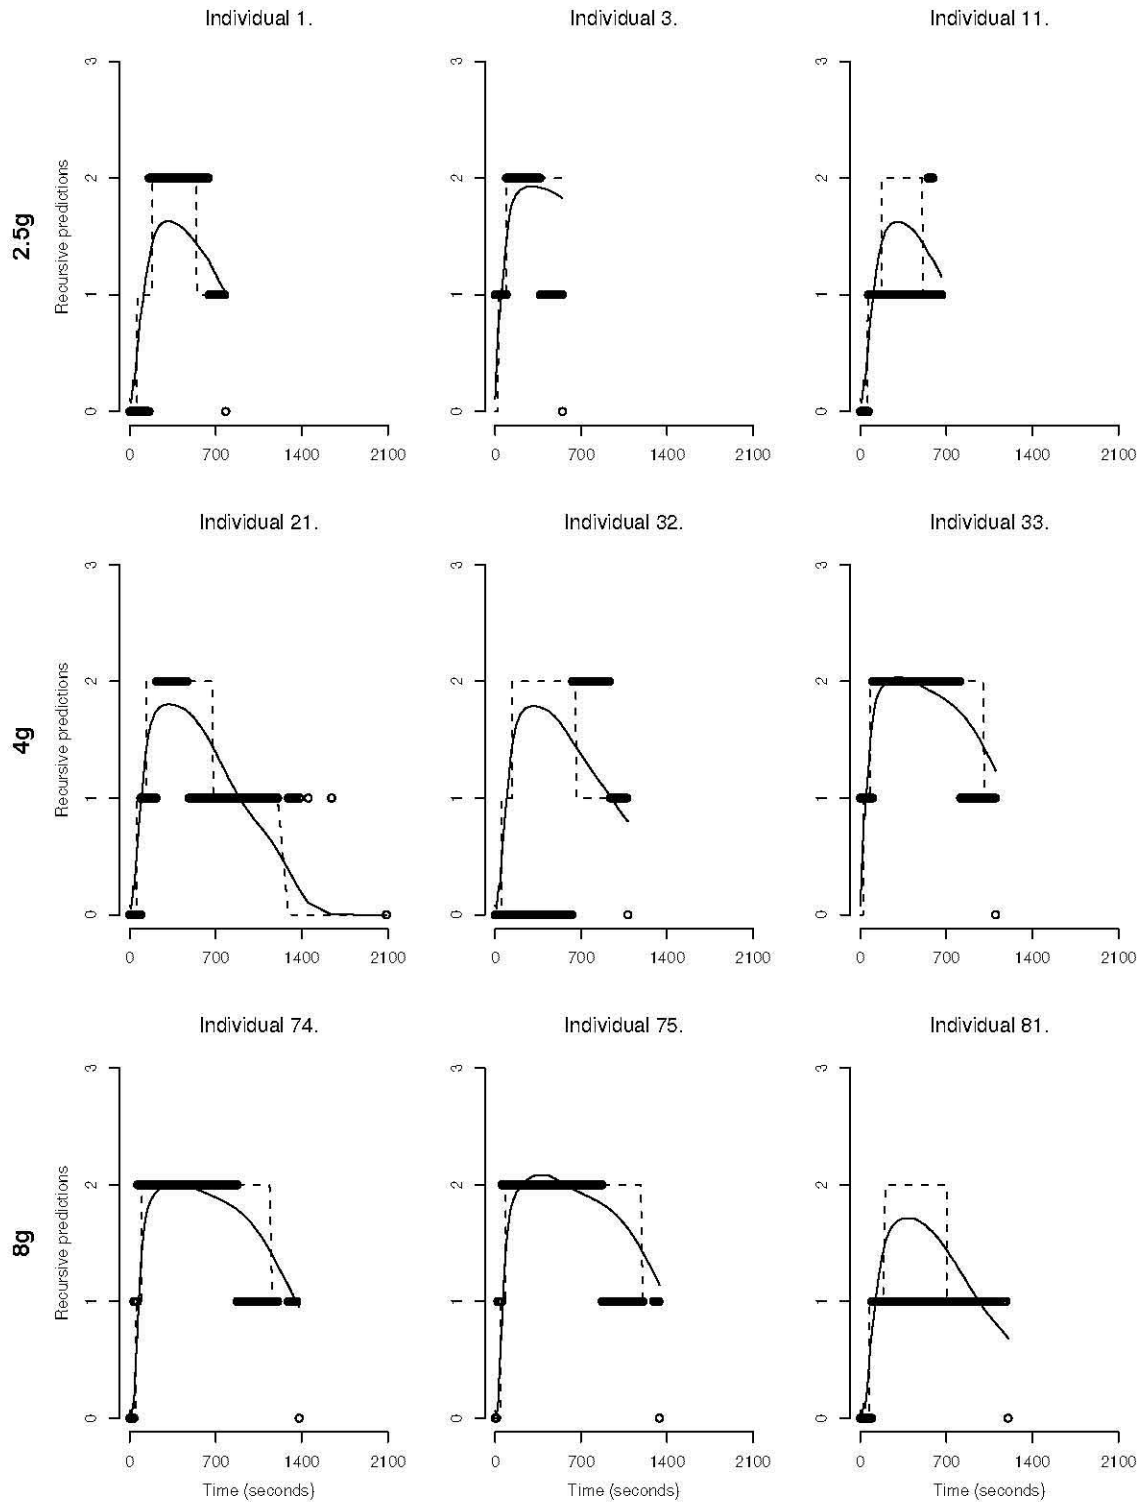 Individual 1. Individual 3. Individual 11.
2.5g
Recursive predictions
0 1 2 3
0 1 2 3
0 1 2 3
0 700 1400 2100
0 700 1400 2100
0 700 1400 2100
Individual 21. Individual 32. Individual 33.
4g
Recursive predictions
0 1 2 3
0 1 2 3
0 1 2 3
0 700 1400 2100
0 700 1400 2100
0 700 1400 2100
Individual 74. Individual 75. Individual 81.
8g
Recursive predictions
0 1 2 3
0 1 2 3
0 1 2 3
0 700 1400 2100
0 700 1400 2100
0 700 1400 2100
Time (seconds) Time (seconds) Time (seconds)